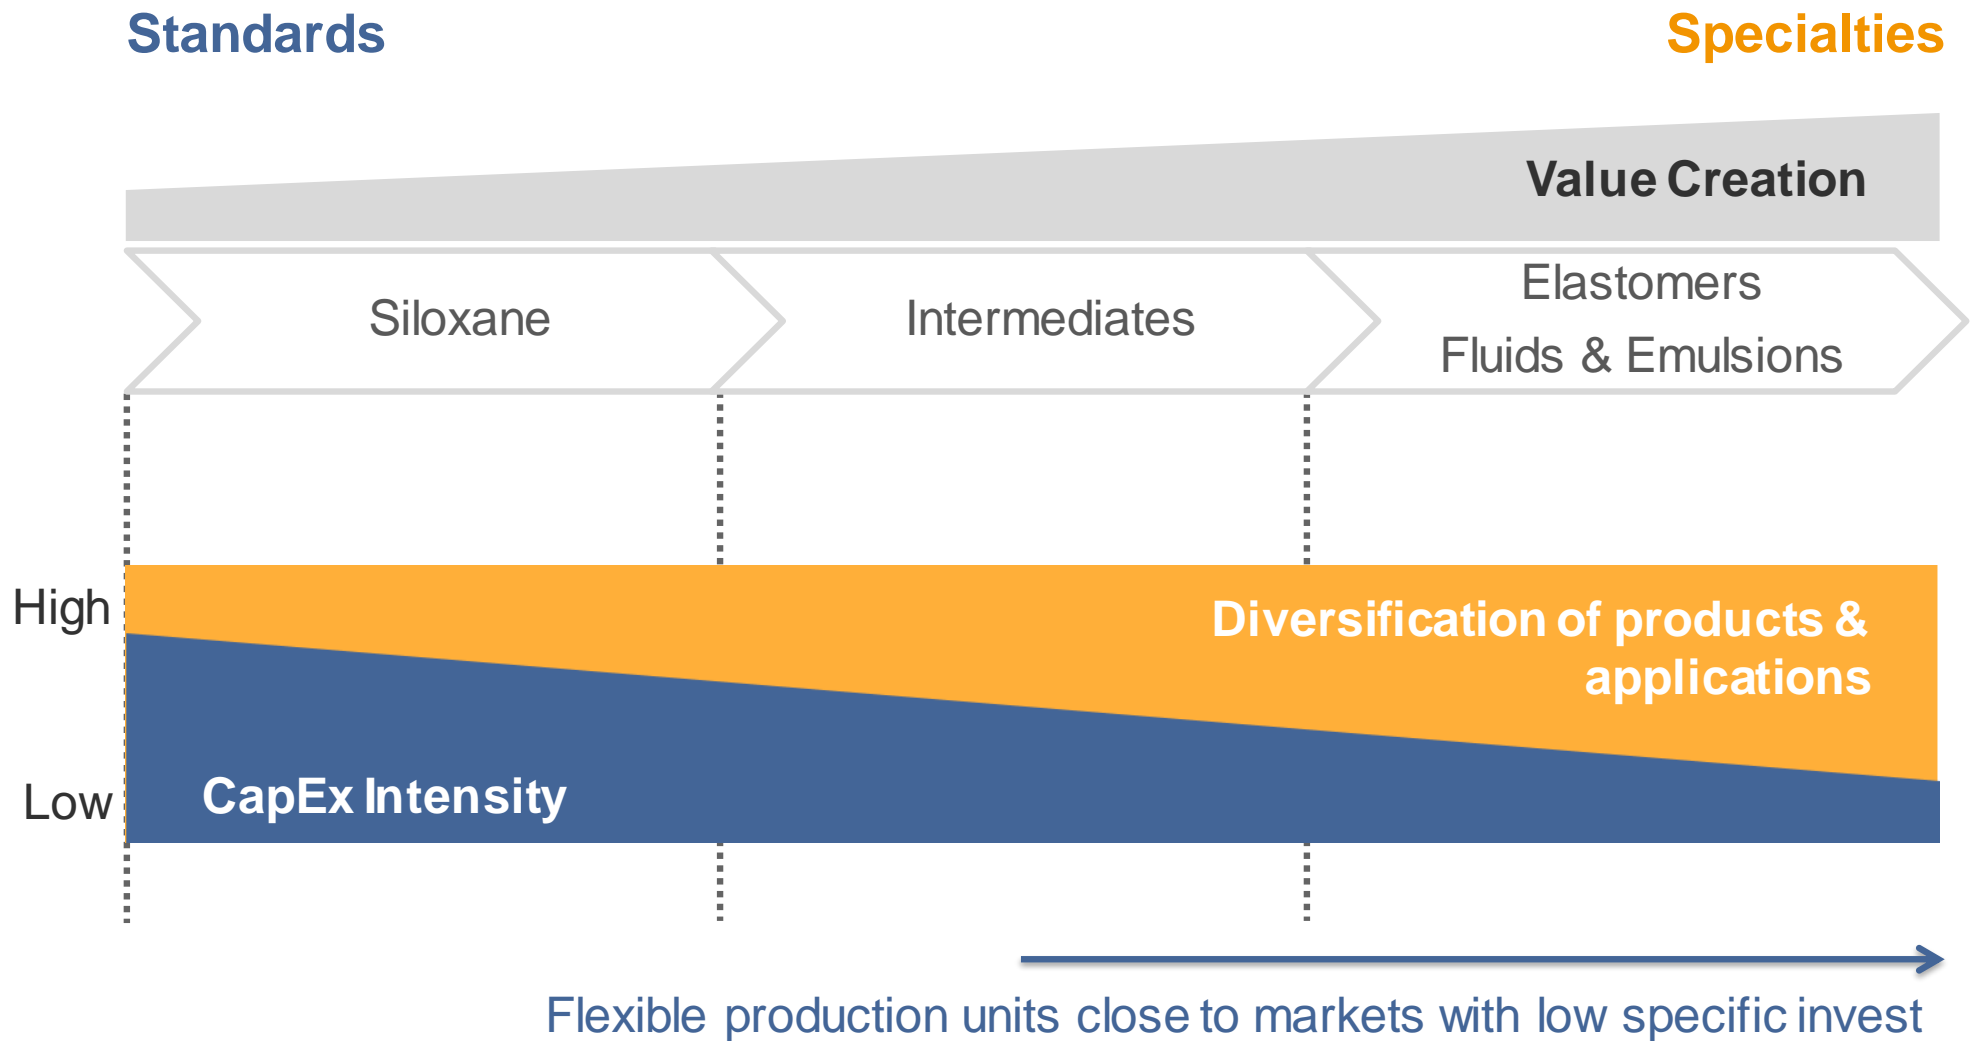 Standards
Specialties
Value Creation
Siloxane
Intermediates
Elastomers
Fluids & Emulsions
High
Diversification of products &
applications
Low
CapEx Intensity
Flexible production units close to markets with low specific invest